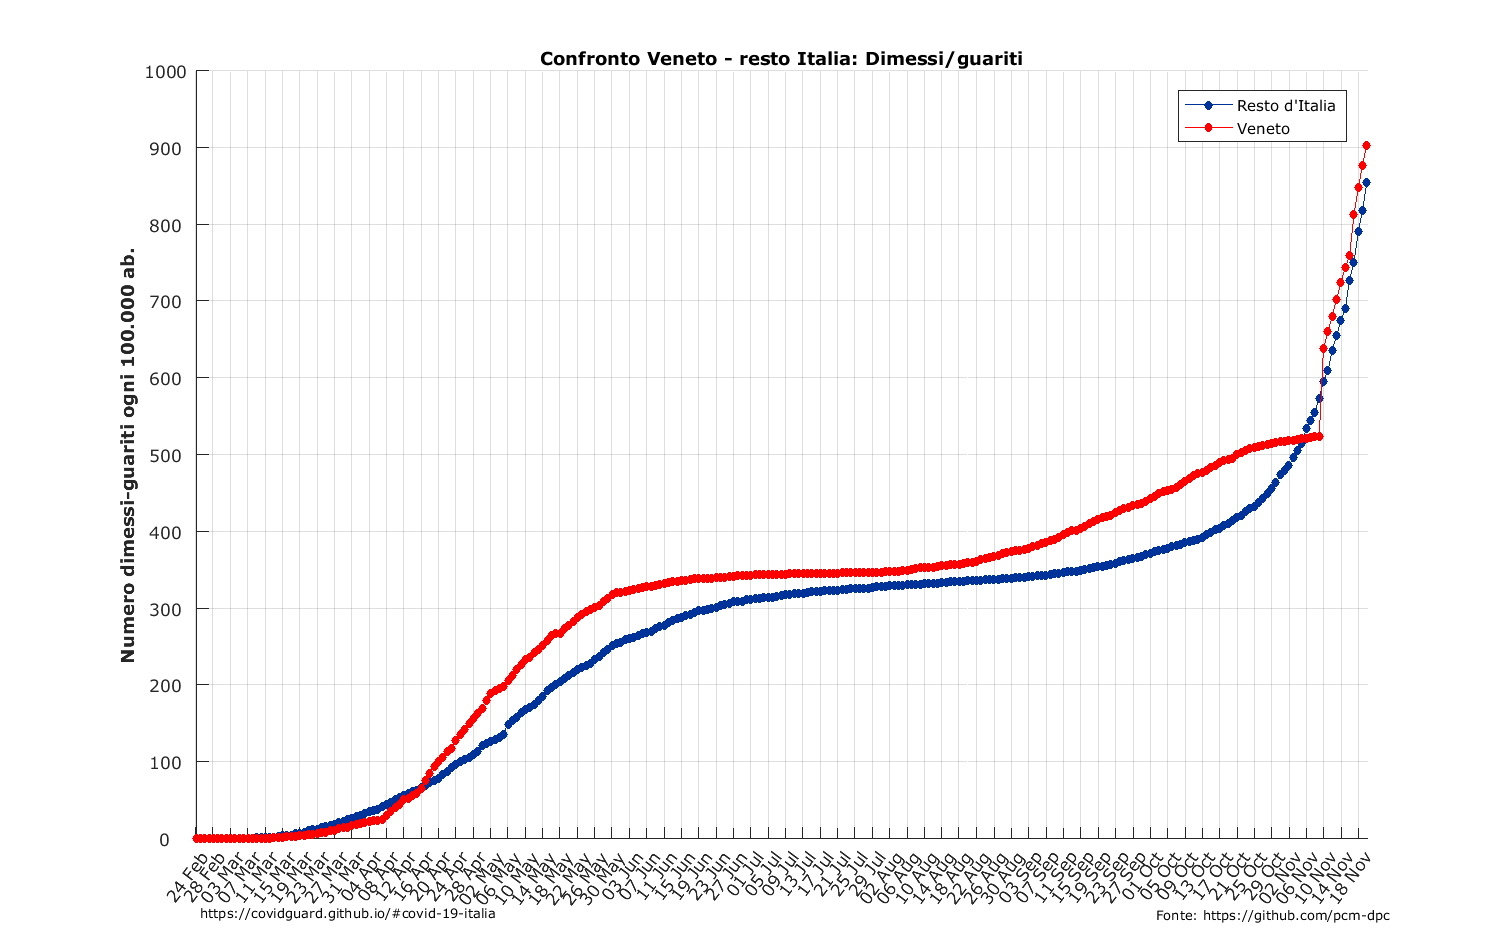 Confronto Veneto - resto Italia: Dimessi/guariti
Resto d'Italia
Veneto
Numero dimessi-guariti ogni 100.000 ab.
1000
900
800
700
600
500
400
300
200
100
0
24 Feb
28 Feb
03 Mar
07 Mar
11 Mar
15 Mar
19 Mar
23 Mar
27 Mar
31 Mar
04 Apr
08 Apr
12 Apr
16 Apr
20 Apr
24 Apr
28 Apr
02 May
06 May
10 May
14 May
18 May
22 May
26 May
30 May
03 Jun
07 Jun
11 Jun
15 Jun
19 Jun
23 Jun
27 Jun
01 Jul
05 Jul
09 Jul
13 Jul
17 Jul
21 Jul
25 Jul
29 Jul
02 Aug
06 Aug
10 Aug
14 Aug
18 Aug
22 Aug
26 Aug
30 Aug
03 Sep
07 Sep
11 Sep
15 Sep
19 Sep
23 Sep
27 Sep
01 Oct
05 Oct
09 Oct
13 Oct
17 Oct
21 Oct
25 Oct
29 Oct
02 Nov
06 Nov
10 Nov
14 Nov
18 Nov
https://covidguard.github.io/#covid-19-italia
Fonte: https://github.com/pcm-dpc